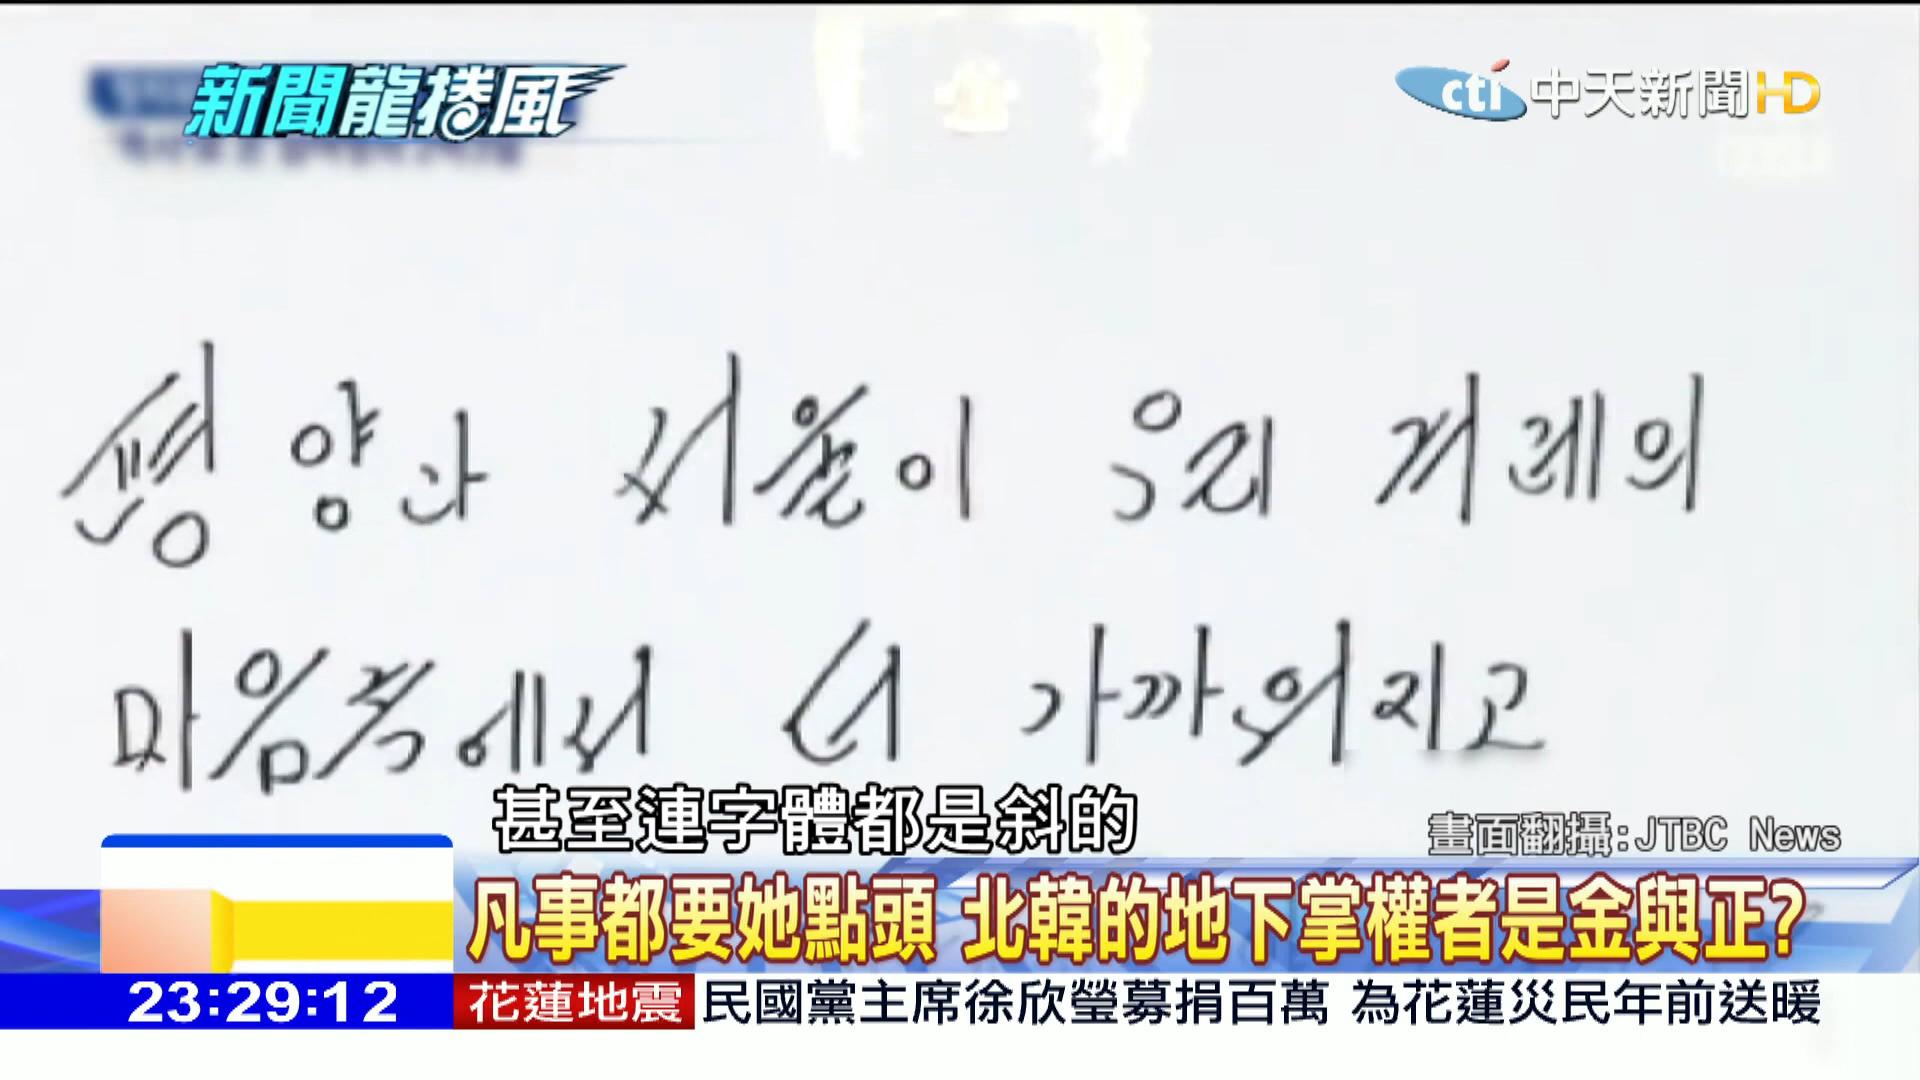 新聞龍捲風
cti 中天新聞HD
평양과 서울이 우리 겨레의
마음속에서 더 가까워지고
甚至連字體都是斜的
畫面翻攝:JTBC News
凡事都要她點頭 北韓的地下掌權者是金與正?
23:29:12 花蓮地震 民國黨主席徐欣瑩募捐百萬 為花蓮災民年前送暖